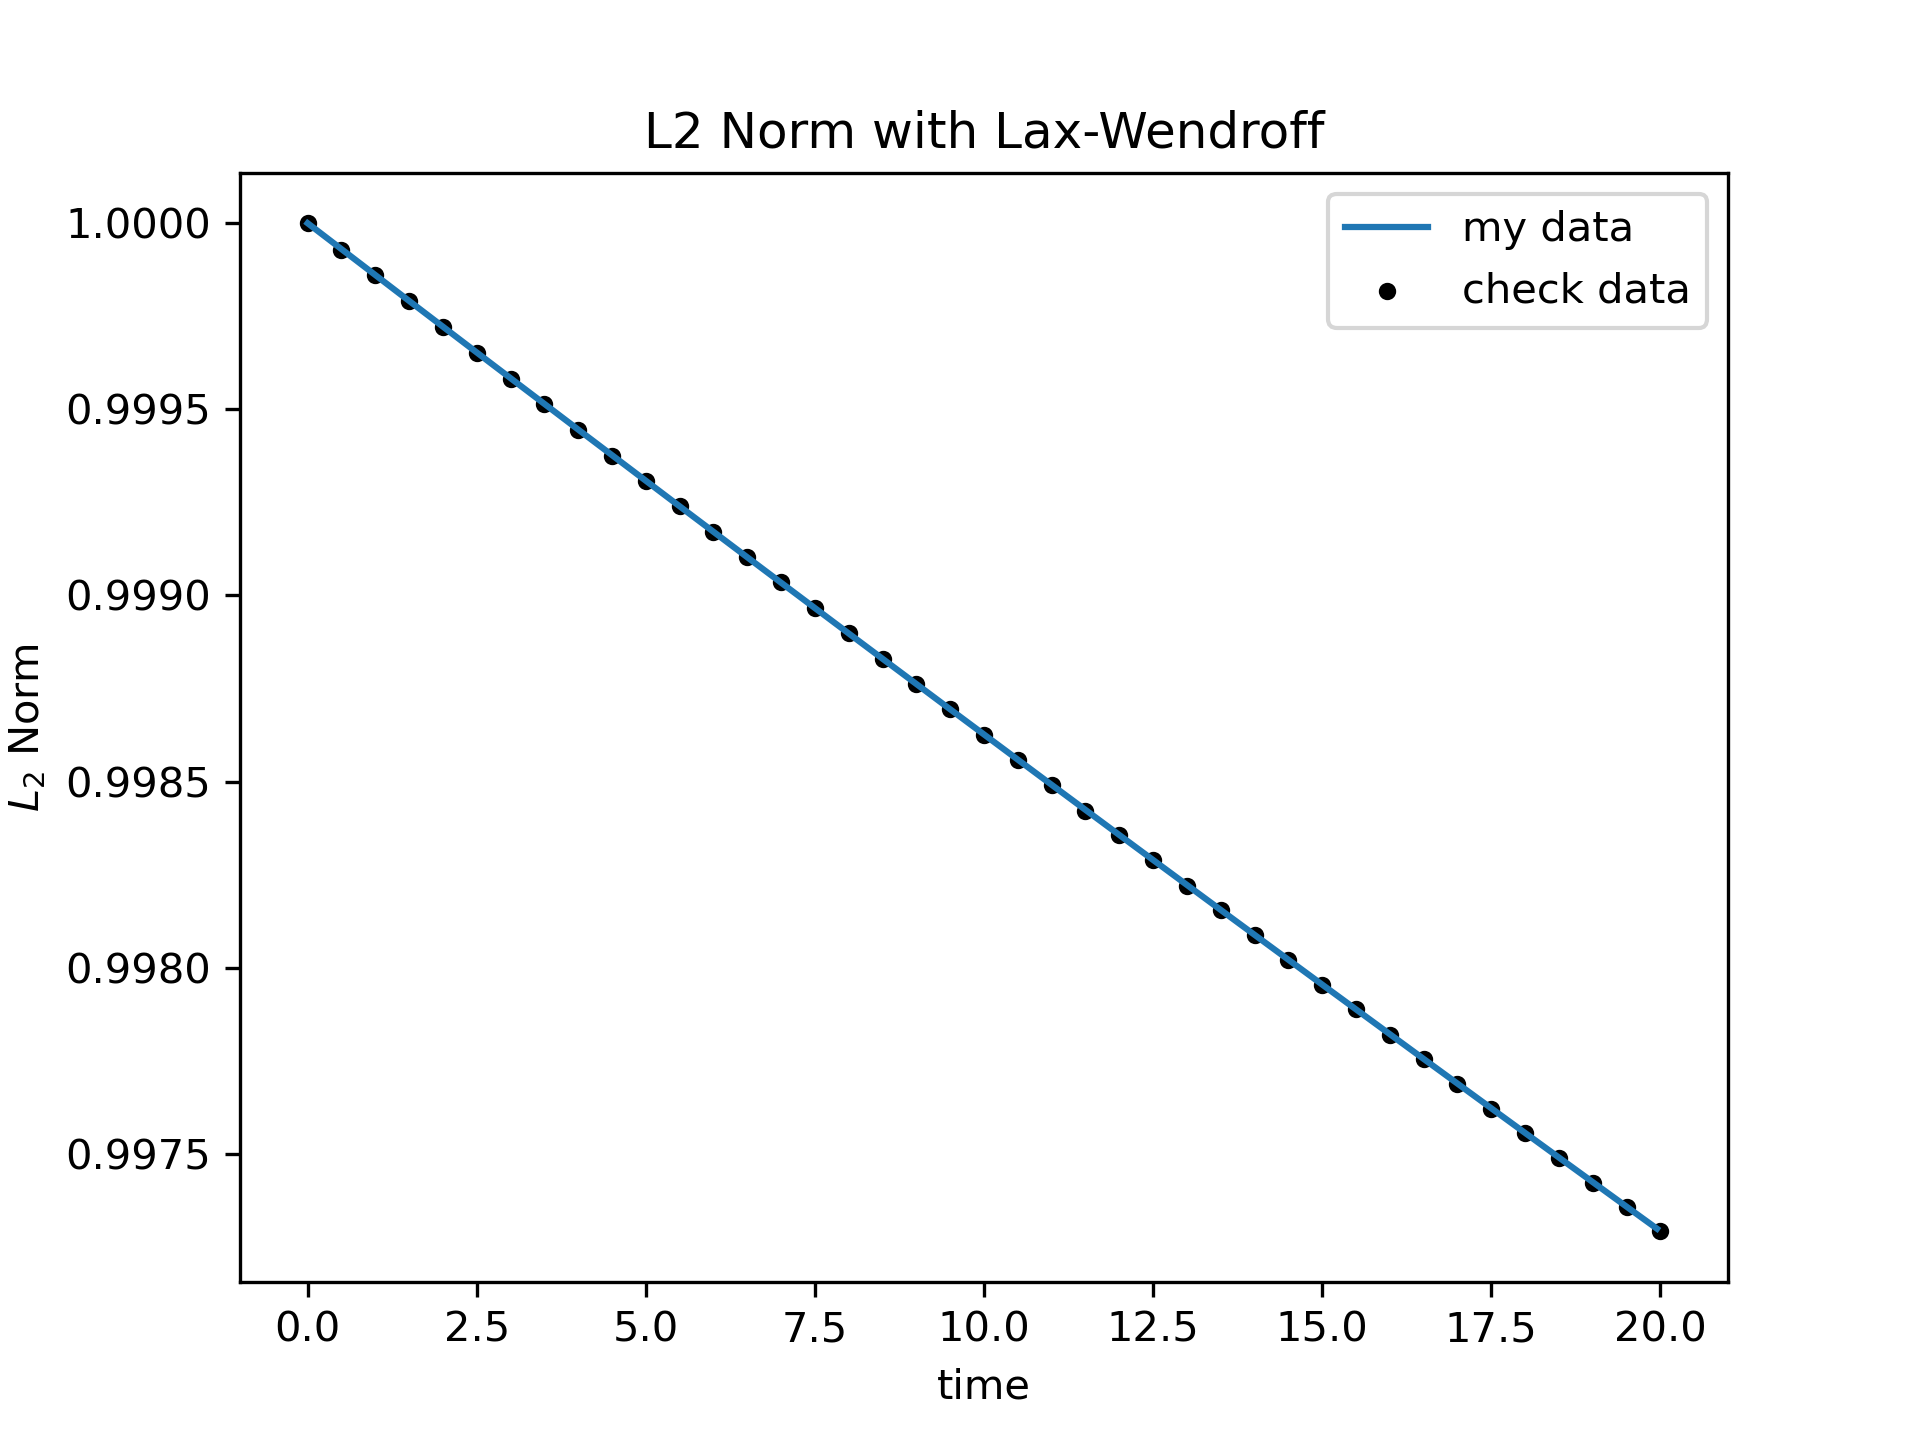 L2 Norm with Lax-Wendroff
my data
check data
1.0000
0.9995
0.9990
0.9985
0.9980
0.9975
L₂ Norm
0.0 2.5 5.0 7.5 10.0 12.5 15.0 17.5 20.0
time